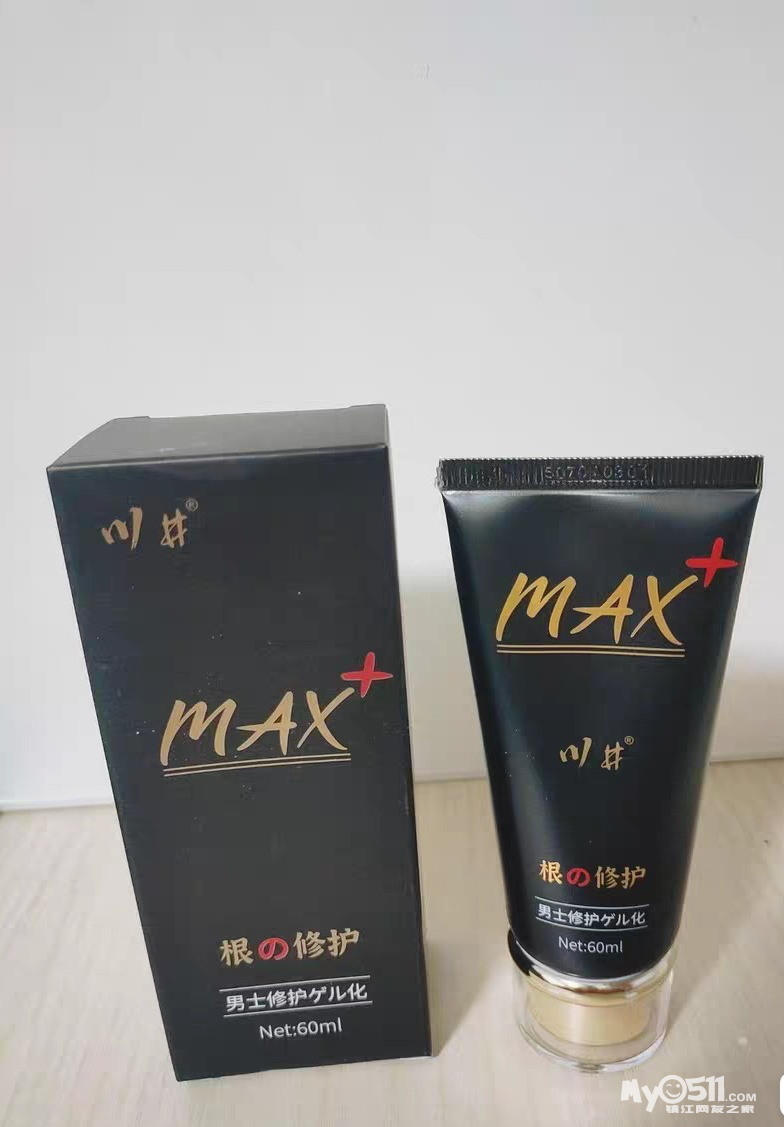 川井®
MAX+
根の修护
男士修护ゲル化
Net:60ml
MAX+
川井®
根の修护
男士修护ゲル化
Net:60ml
MYO511.COM
镇江网友之家